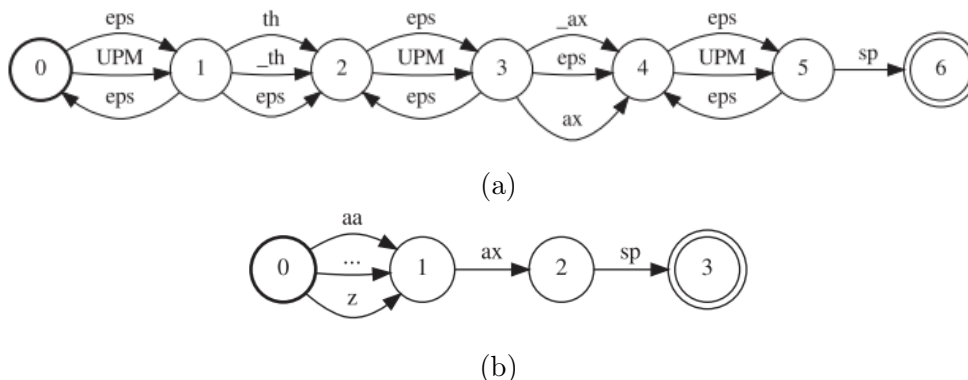 eps th eps _ax eps
UPM _th UPM eps UPM sp
0 1 2 3 4 5 6
eps eps eps ax eps
(a)
aa
... ax sp
0 1 2 3
z
(b)